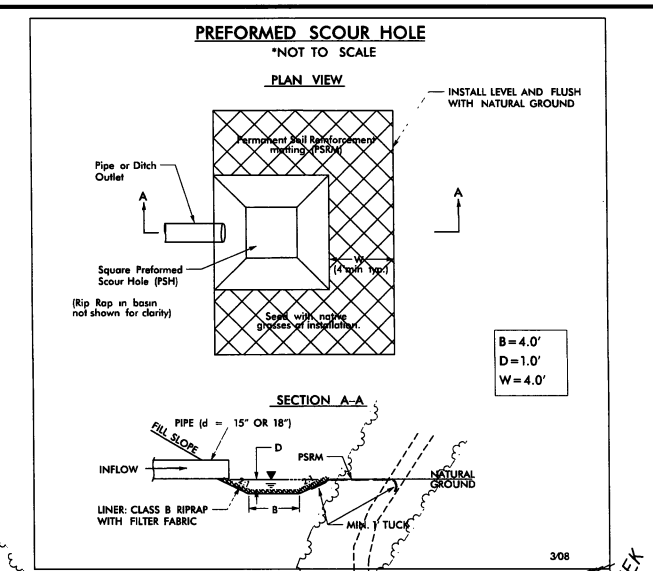 PREFORMED SCOUR HOLE
*NOT TO SCALE
PLAN VIEW
INSTALL LEVEL AND FLUSH
WITH NATURAL GROUND
Permanent Soil Reinforcement
matting (PSRM)
Pipe or Ditch
Outlet
A
A
W
(4' min typ.)
Square Preformed
Scour Hole (PSH)
(Rip Rap in basin
not shown for clarity)
Seed with native
grasses at installation.
B = 4.0'
D = 1.0'
W = 4.0'
SECTION A-A
PIPE (d = 15" OR 18")
FILL SLOPE
D
PSRM
INFLOW
NATURAL
GROUND
B
LINER: CLASS B RIPRAP
WITH FILTER FABRIC
MIN. 1' TUCK
3/08